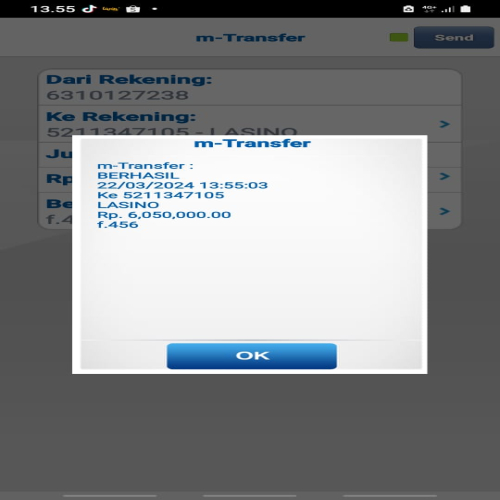 13.55
m-Transfer
Send
Dari Rekening:
6310127238
Ke Rekening:
5211347105 - LASINO
Ju
Rp
Be
f.4
m-Transfer
m-Transfer :
BERHASIL
22/03/2024 13:55:03
Ke 5211347105
LASINO
Rp. 6,050,000.00
f.456
OK